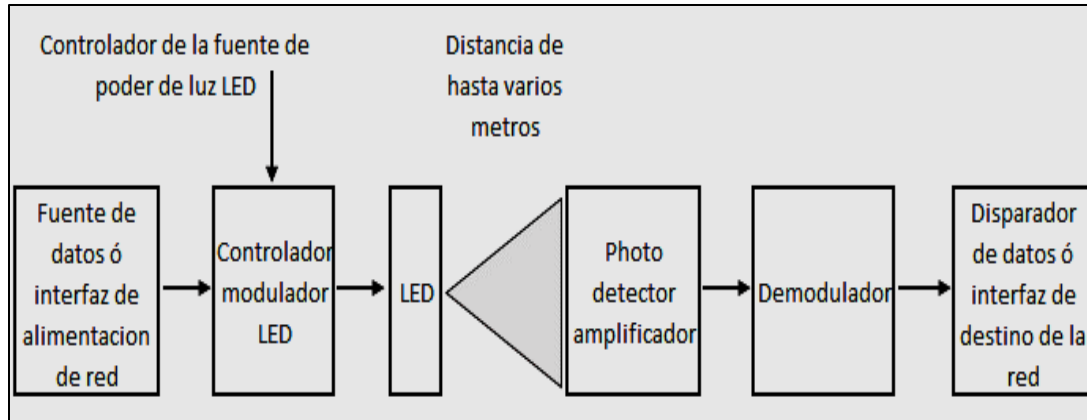 Controlador de la fuente de
poder de luz LED
Distancia de
hasta varios
metros
Fuente de
datos ó
interfaz de
alimentacion
de red
Controlador
modulador
LED
LED
Photo
detector
amplificador
Demodulador
Disparador
de datos ó
interfaz de
destino de la
red